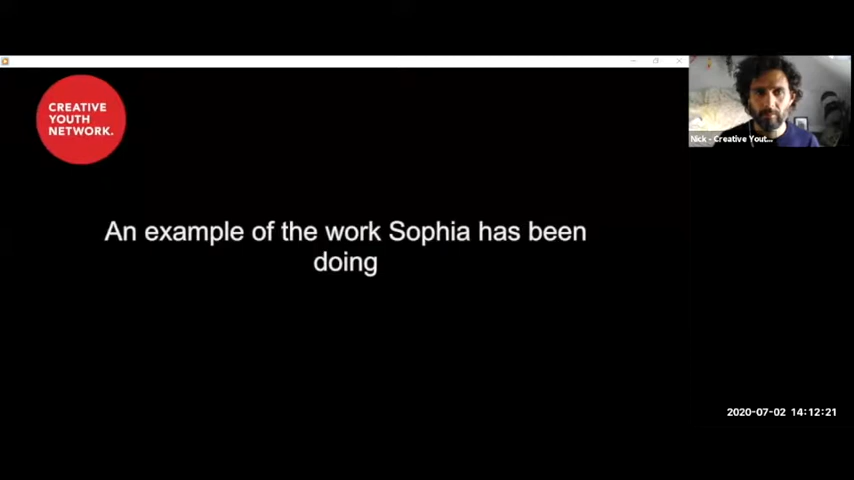 CREATIVE
YOUTH
NETWORK.
Nick - Creative Yout...
An example of the work Sophia has been
doing
2020-07-02 14:12:21